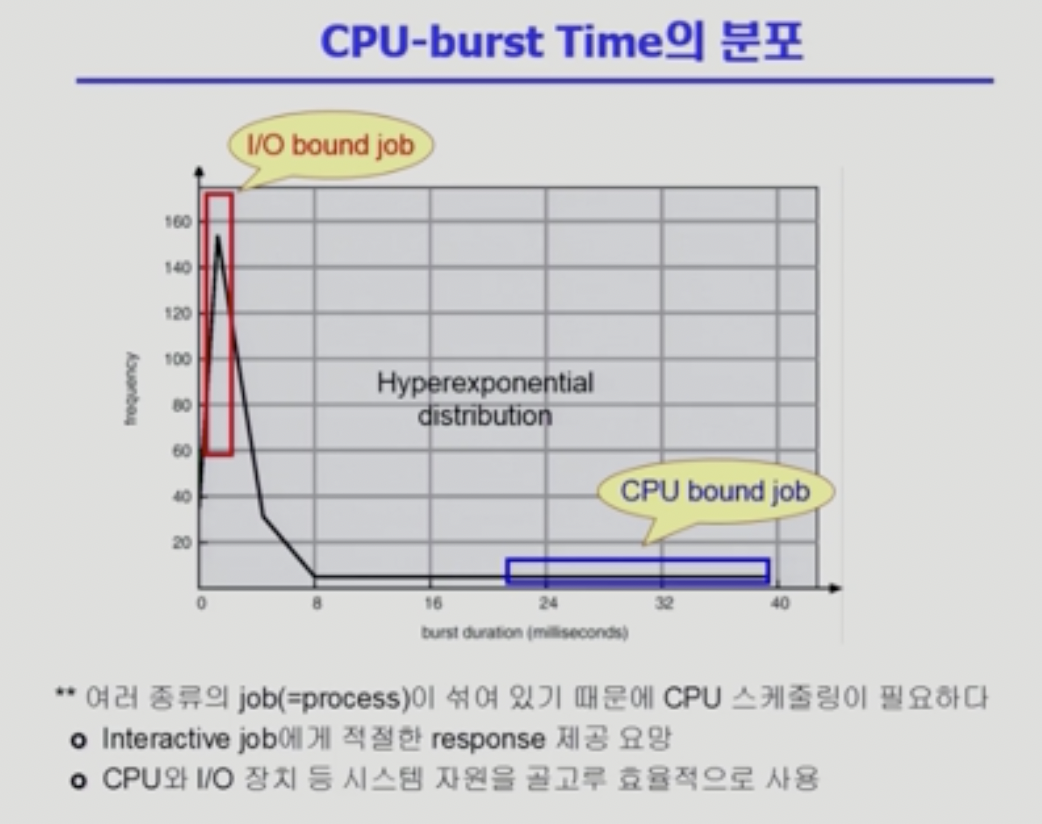 CPU-burst Time의 분포
I/O bound job
160
140
120
100
80
60
40
20
frequency
Hyperexponential
distribution
CPU bound job
0 8 16 24 32 40
burst duration (milliseconds)
** 여러 종류의 job(=process)이 섞여 있기 때문에 CPU 스케줄링이 필요하다
o Interactive job에게 적절한 response 제공 요망
o CPU와 I/O 장치 등 시스템 자원을 골고루 효율적으로 사용